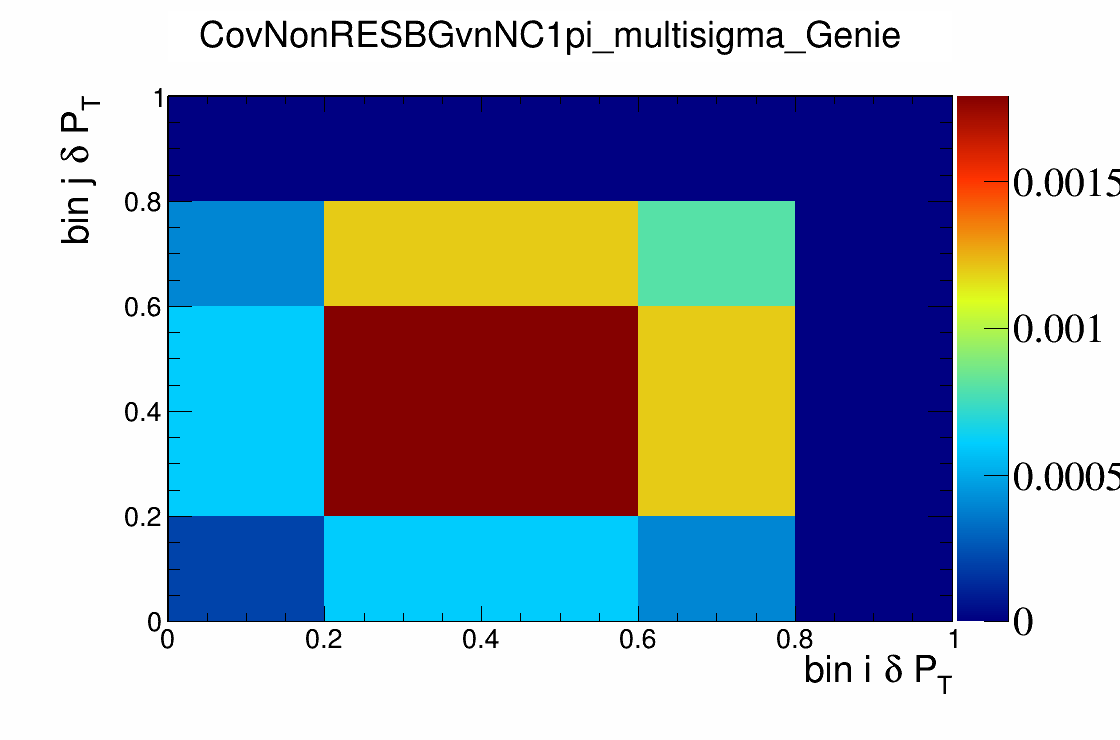 CovNonRESBGvnNC1pi_multisigma_Genie
bin j δ P_T
1
0.8
0.6
0.4
0.2
0
0 0.2 0.4 0.6 0.8 1
bin i δ P_T
0.0015
0.001
0.0005
0